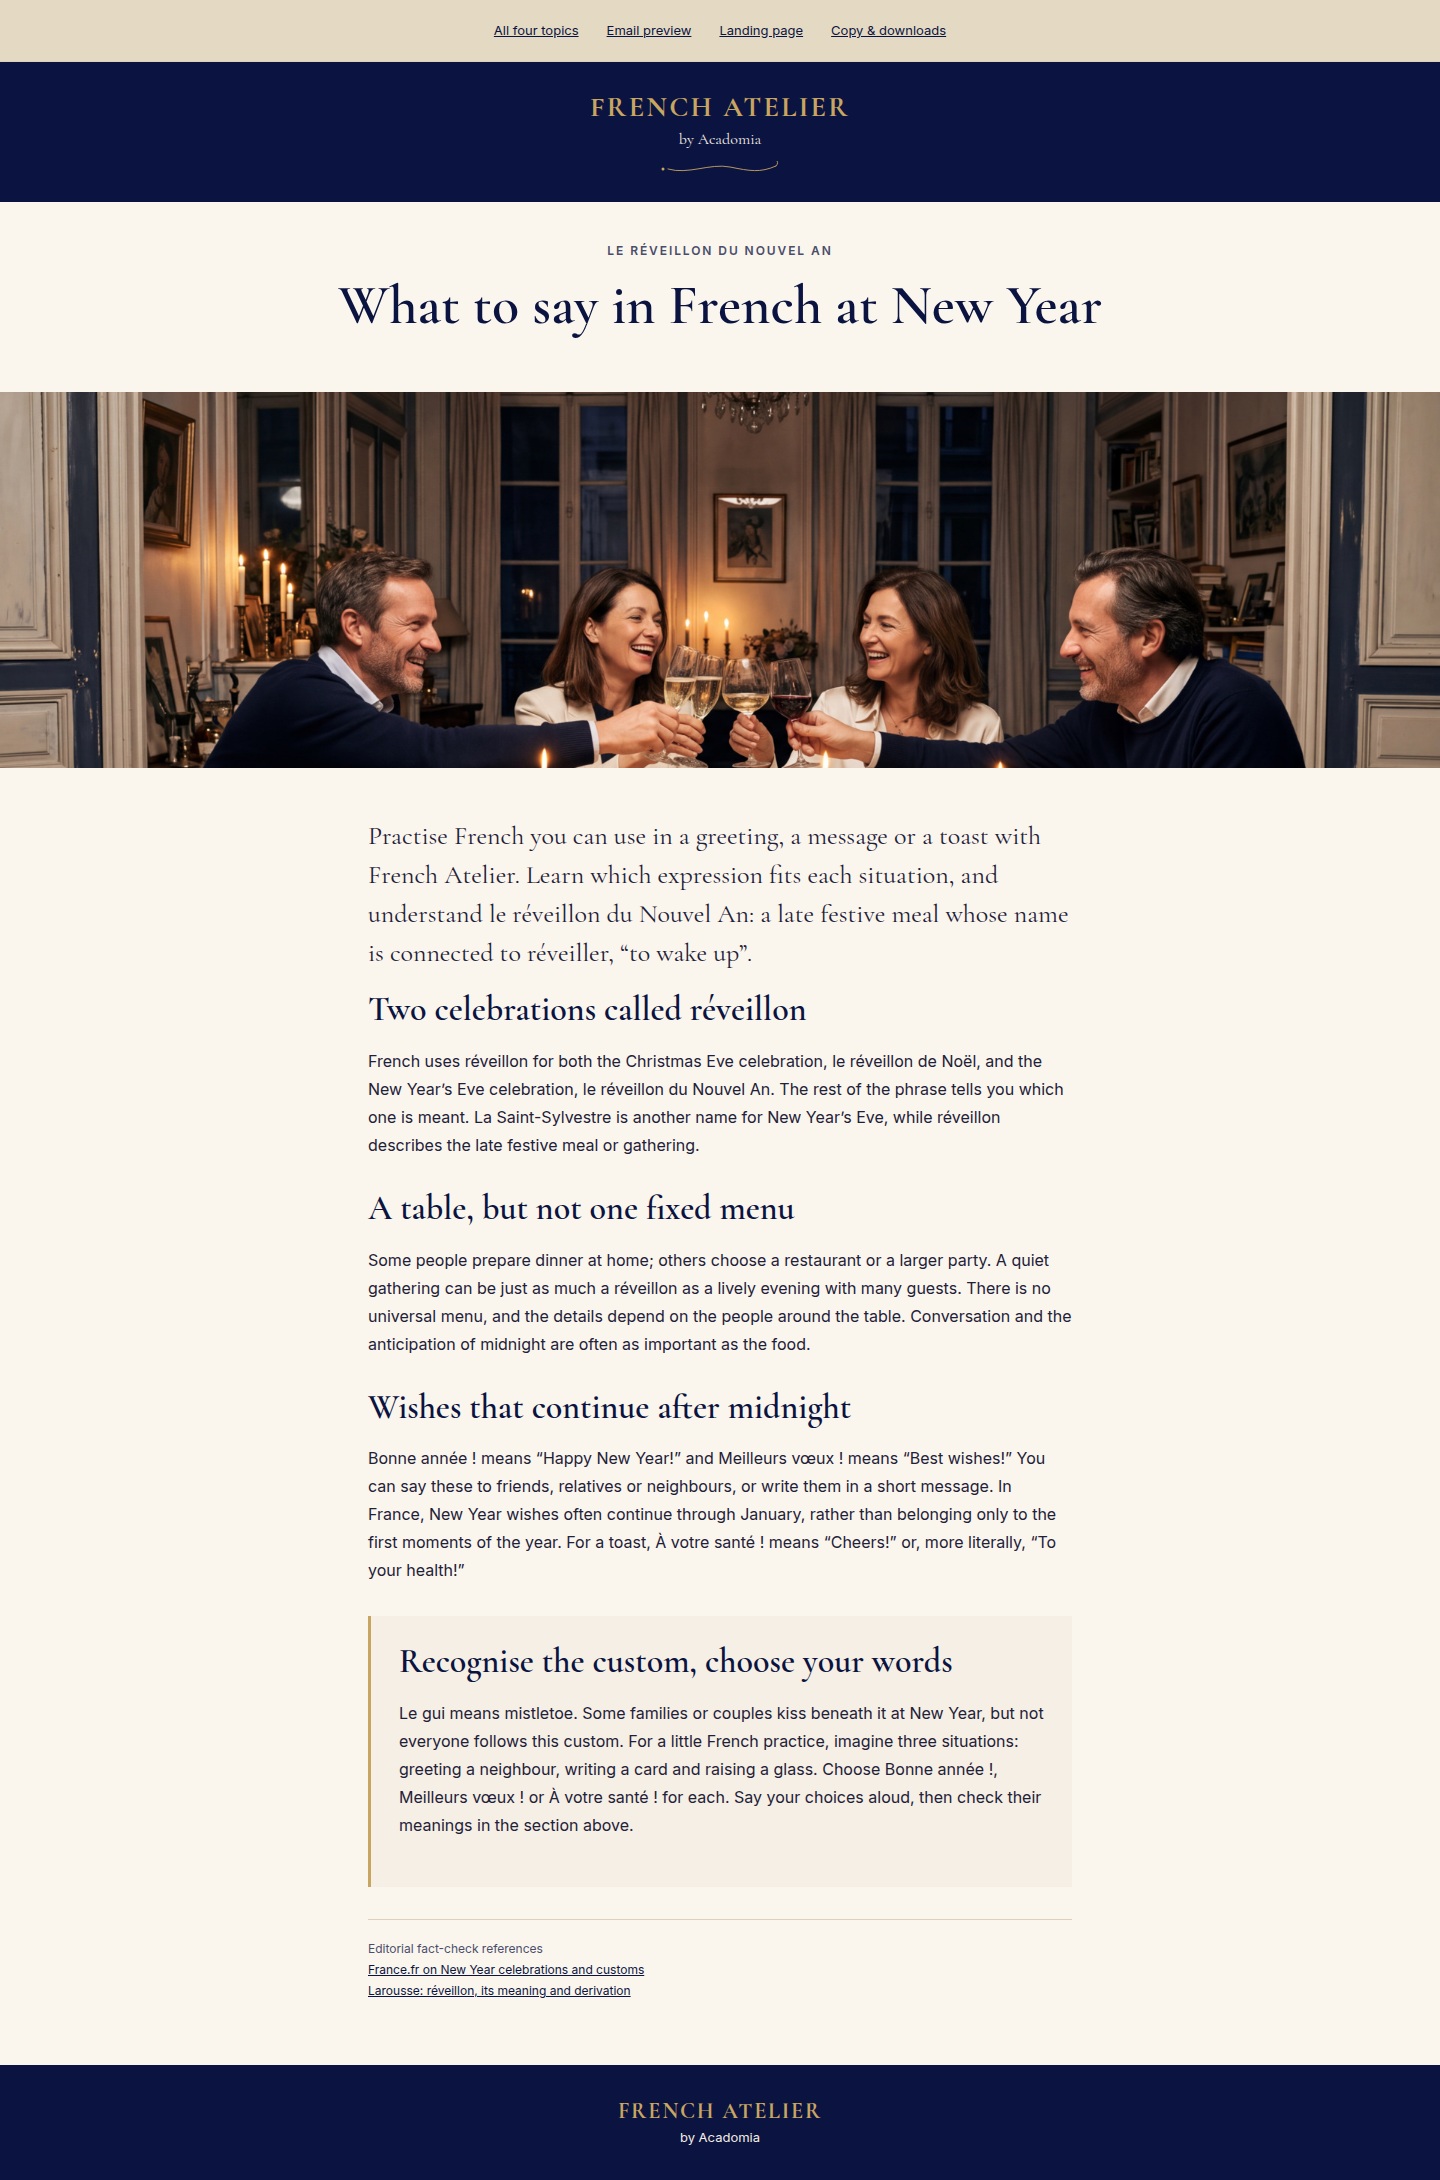 All four topics Email preview Landing page Copy & downloads
FRENCH ATELIER
by Acadomia
LE RÉVEILLON DU NOUVEL AN
What to say in French at New Year
Practise French you can use in a greeting, a message or a toast with
French Atelier. Learn which expression fits each situation, and
understand le réveillon du Nouvel An: a late festive meal whose name
is connected to réveiller, “to wake up”.
Two celebrations called réveillon
French uses réveillon for both the Christmas Eve celebration, le réveillon de Noël, and the
New Year’s Eve celebration, le réveillon du Nouvel An. The rest of the phrase tells you which
one is meant. La Saint-Sylvestre is another name for New Year’s Eve, while réveillon
describes the late festive meal or gathering.
A table, but not one fixed menu
Some people prepare dinner at home; others choose a restaurant or a larger party. A quiet
gathering can be just as much a réveillon as a lively evening with many guests. There is no
universal menu, and the details depend on the people around the table. Conversation and the
anticipation of midnight are often as important as the food.
Wishes that continue after midnight
Bonne année ! means “Happy New Year!” and Meilleurs vœux ! means “Best wishes!” You
can say these to friends, relatives or neighbours, or write them in a short message. In
France, New Year wishes often continue through January, rather than belonging only to the
first moments of the year. For a toast, À votre santé ! means “Cheers!” or, more literally, “To
your health!”
Recognise the custom, choose your words
Le gui means mistletoe. Some families or couples kiss beneath it at New Year, but not
everyone follows this custom. For a little French practice, imagine three situations:
greeting a neighbour, writing a card and raising a glass. Choose Bonne année !,
Meilleurs vœux ! or À votre santé ! for each. Say your choices aloud, then check their
meanings in the section above.
Editorial fact-check references
France.fr on New Year celebrations and customs
Larousse: réveillon, its meaning and derivation
FRENCH ATELIER
by Acadomia